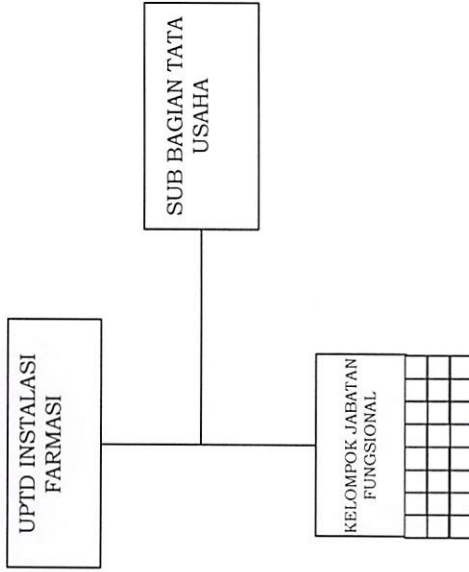 UPTD INSTALASI
FARMASI
SUB BAGIAN TATA
USAHA
KELOMPOK JABATAN
FUNGSIONAL